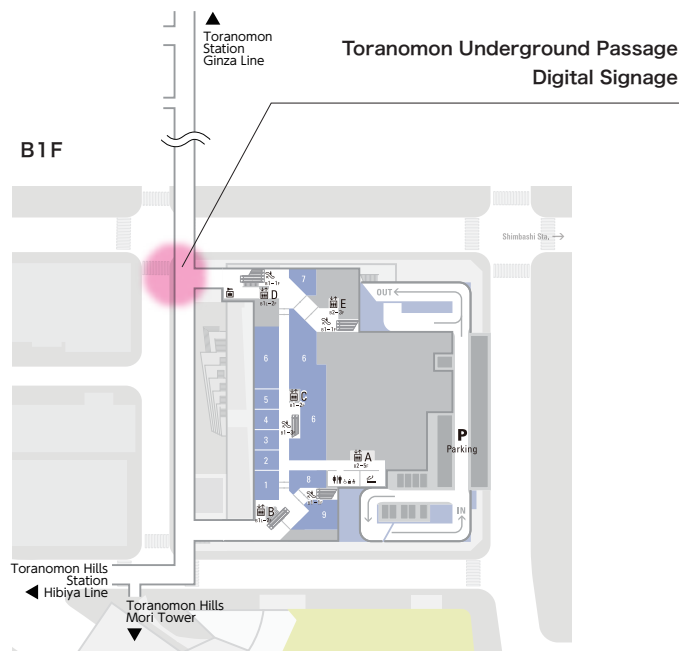 Toranomon
Station
Ginza Line
Toranomon Underground Passage
Digital Signage
B1F
Shimbashi Sta. →
7
D
E
OUT
6
6
5
C
6
4
3
A
P
Parking
2
1
8
B
9
IN
Toranomon Hills
Station
Hibiya Line
Toranomon Hills
Mori Tower